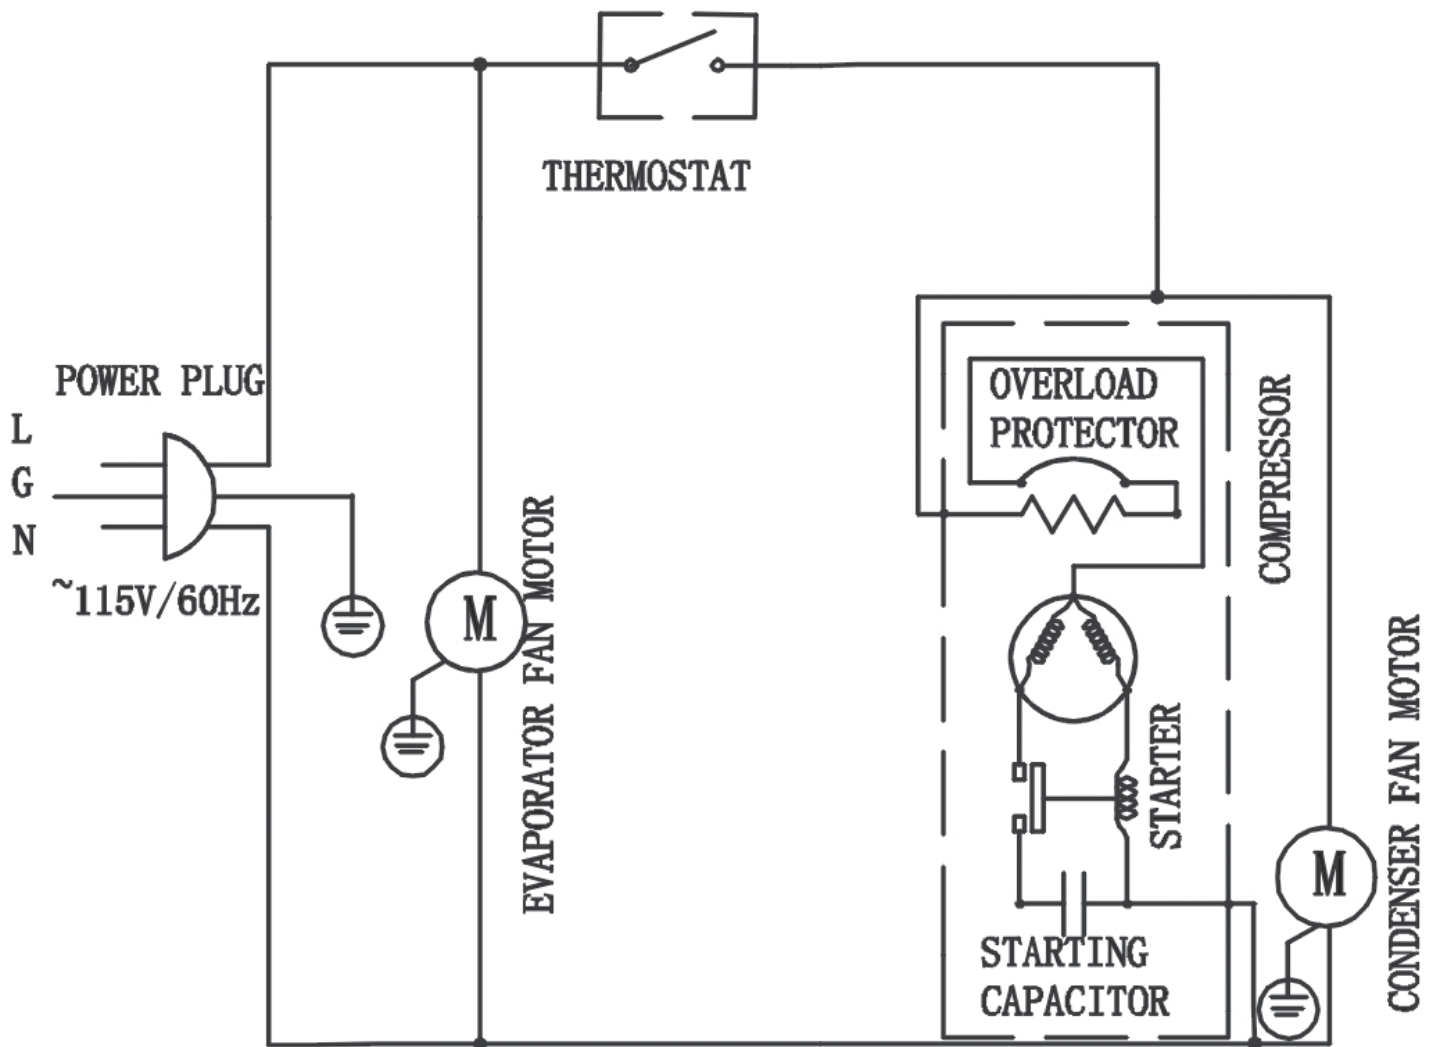 THERMOSTAT
POWER PLUG
L
G
N
~115V/60Hz
M
EVAPORATOR FAN MOTOR
OVERLOAD
PROTECTOR
COMPRESSOR
STARTER
STARTING
CAPACITOR
M
CONDENSER FAN MOTOR